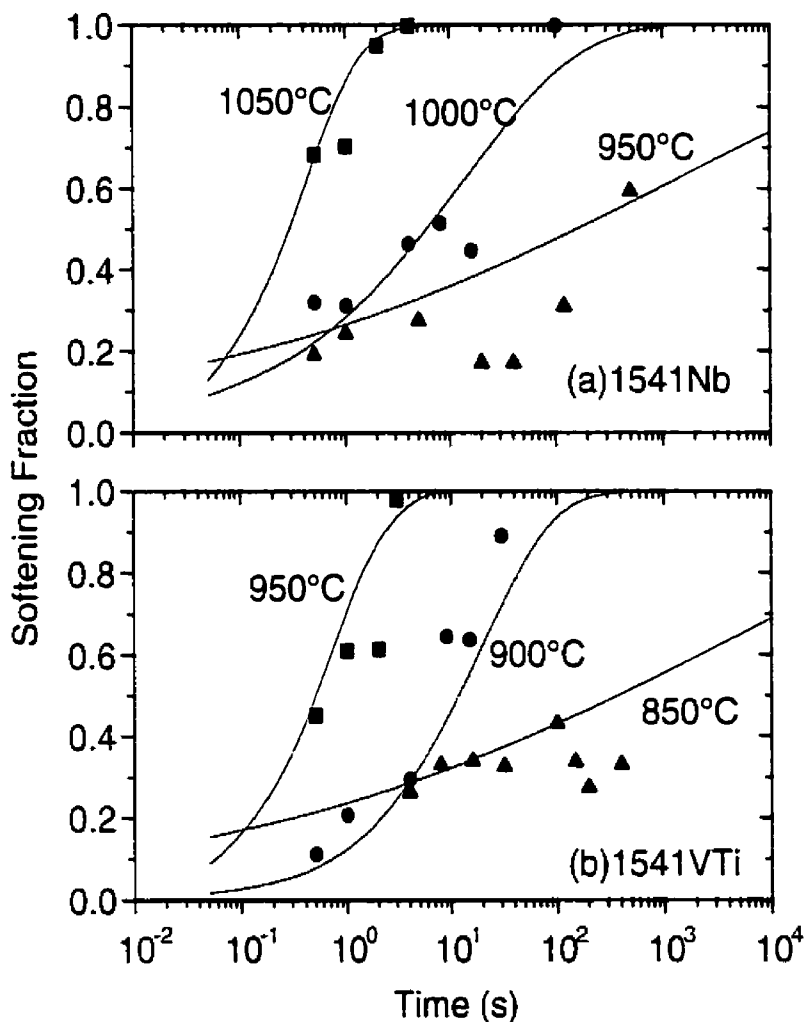 1.0
0.8
0.6
0.4
0.2
0.0
1050°C
1000°C
950°C
(a)1541Nb
Softening Fraction
1.0
0.8
0.6
0.4
0.2
0.0
950°C
900°C
850°C
(b)1541VTi
10⁻² 10⁻¹ 10⁰ 10¹ 10² 10³ 10⁴
Time (s)